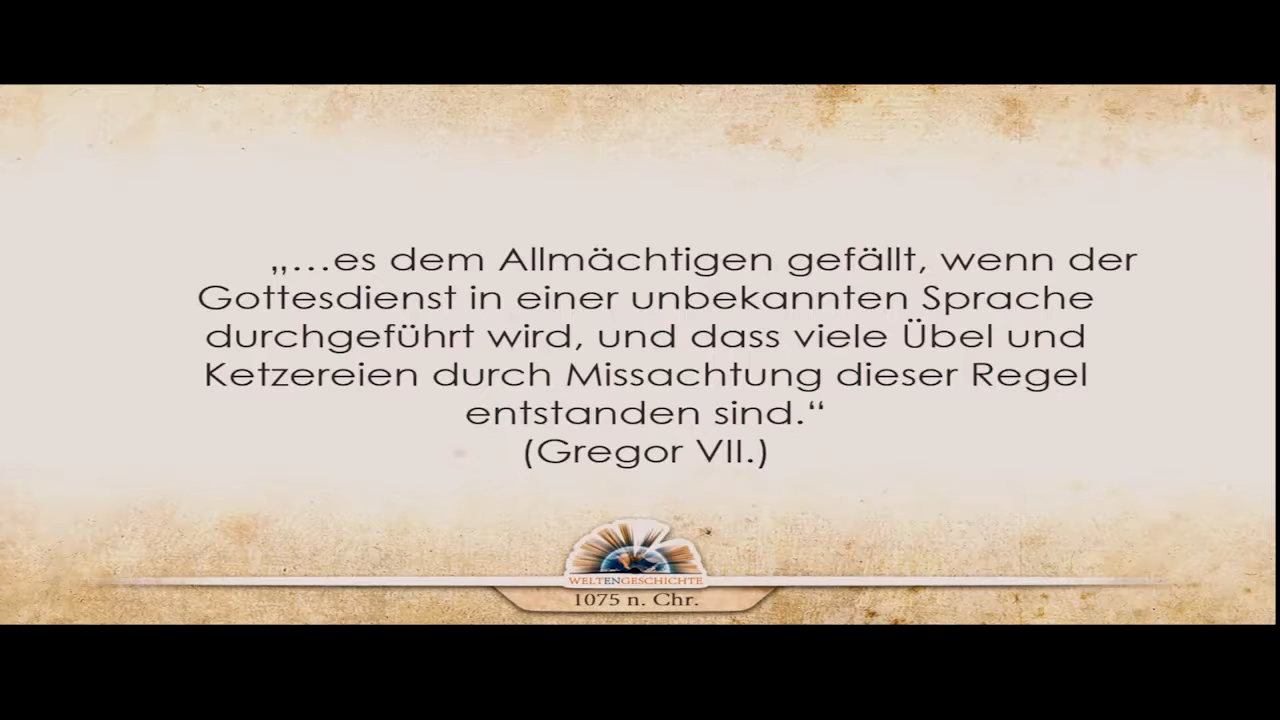 „...es dem Allmächtigen gefällt, wenn der
Gottesdienst in einer unbekannten Sprache
durchgeführt wird, und dass viele Übel und
Ketzereien durch Missachtung dieser Regel
entstanden sind.“
(Gregor VII.)
WELTENGESCHICHTE
1075 n. Chr.